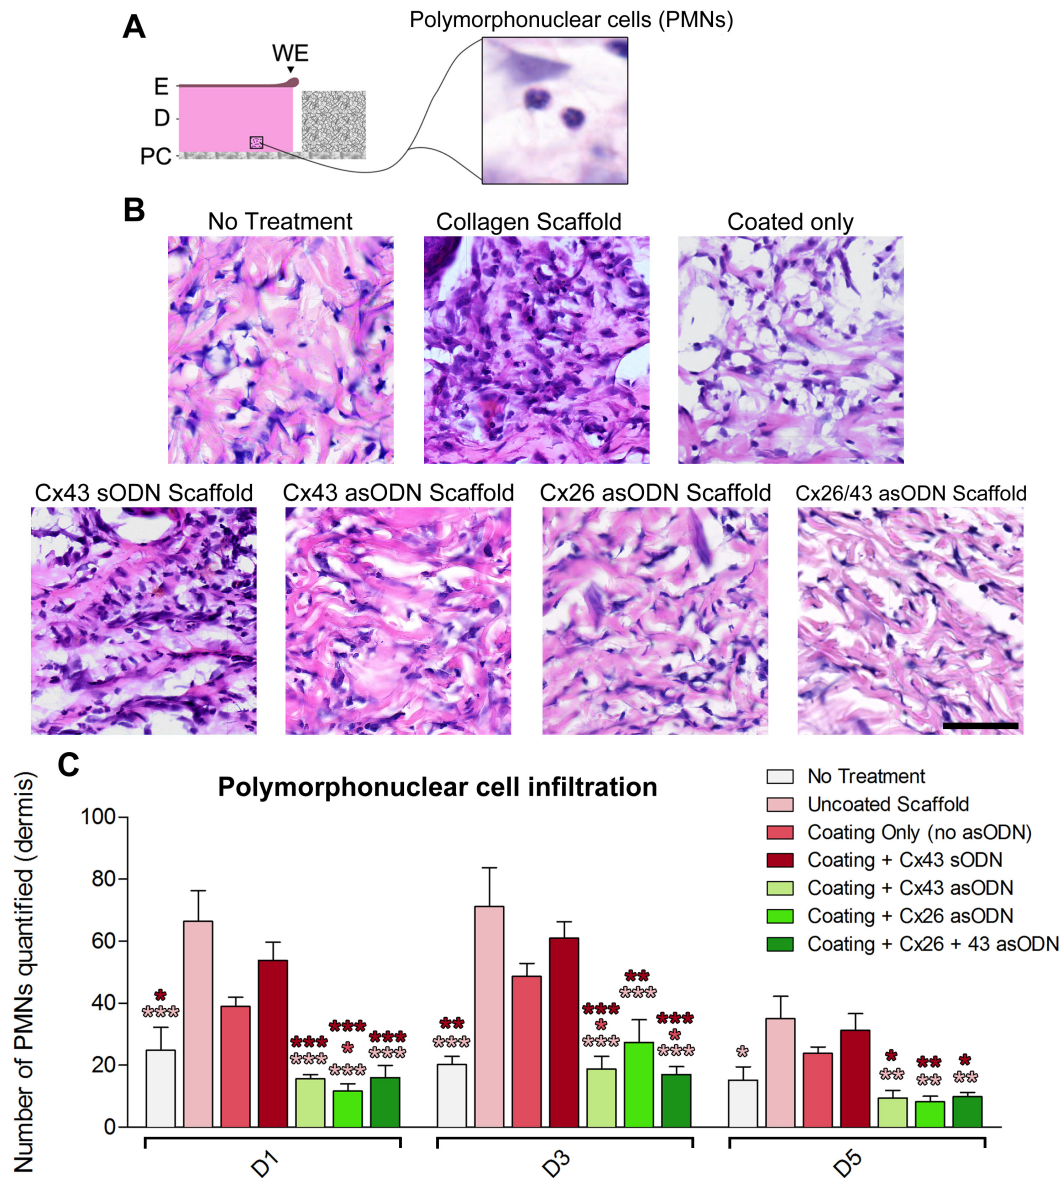 A
Polymorphonuclear cells (PMNs)
WE
E
D
PC
B
No Treatment
Collagen Scaffold
Coated only
Cx43 sODN Scaffold
Cx43 asODN Scaffold
Cx26 asODN Scaffold
Cx26/43 asODN Scaffold
C
Polymorphonuclear cell infiltration
No Treatment
Uncoated Scaffold
Coating Only (no asODN)
Coating + Cx43 sODN
Coating + Cx43 asODN
Coating + Cx26 asODN
Coating + Cx26 + 43 asODN
Number of PMNs quantified (dermis)
100
80
60
40
20
0
*
***
***
***
***
*
***
***
***
**
***
***
*
***
**
***
***
*
***
*
*
**
**
**
*
**
D1
D3
D5